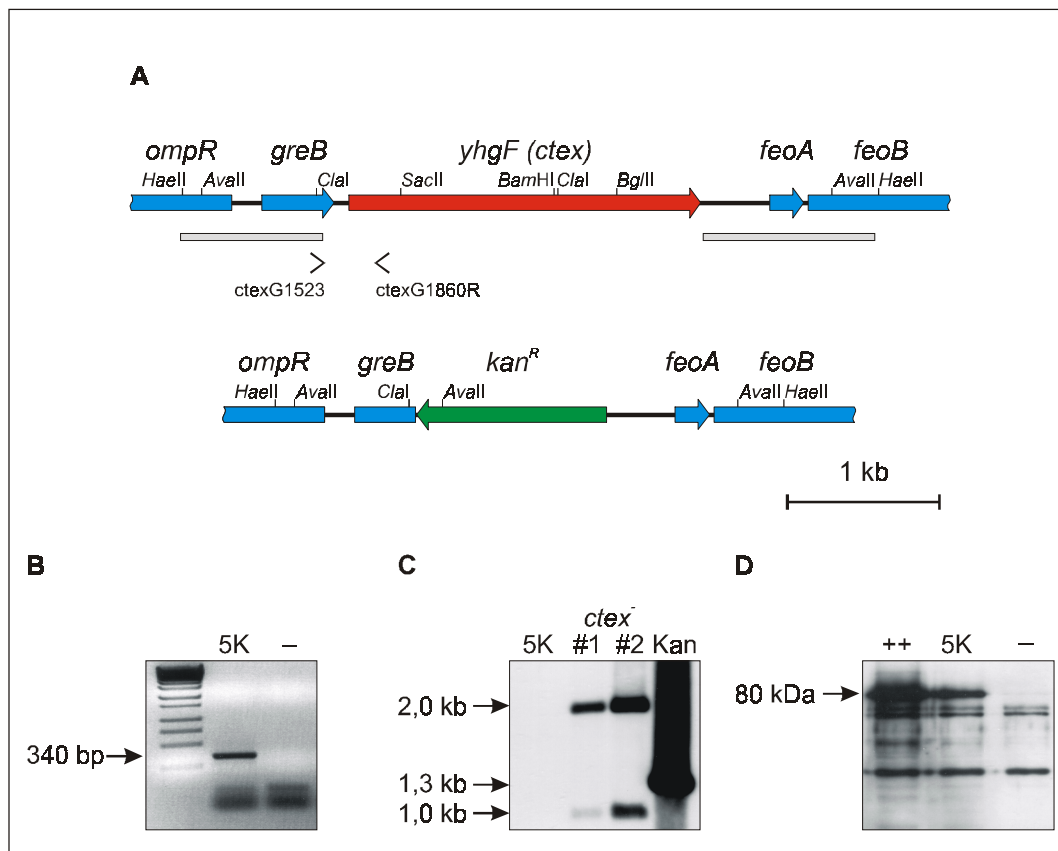 A
ompR greB yhgF (ctex) feoA feoB
HaeII AvaII ClaI SacII BamHI ClaI BglII AvaII HaeII
ctexG1523 ctexG1860R
ompR greB kanR feoA feoB
HaeII AvaII ClaI AvaII AvaII HaeII
1 kb
B C D
ctex-
5K – 5K #1 #2 Kan ++ 5K –
2,0 kb 80 kDa
340 bp
1,3 kb
1,0 kb